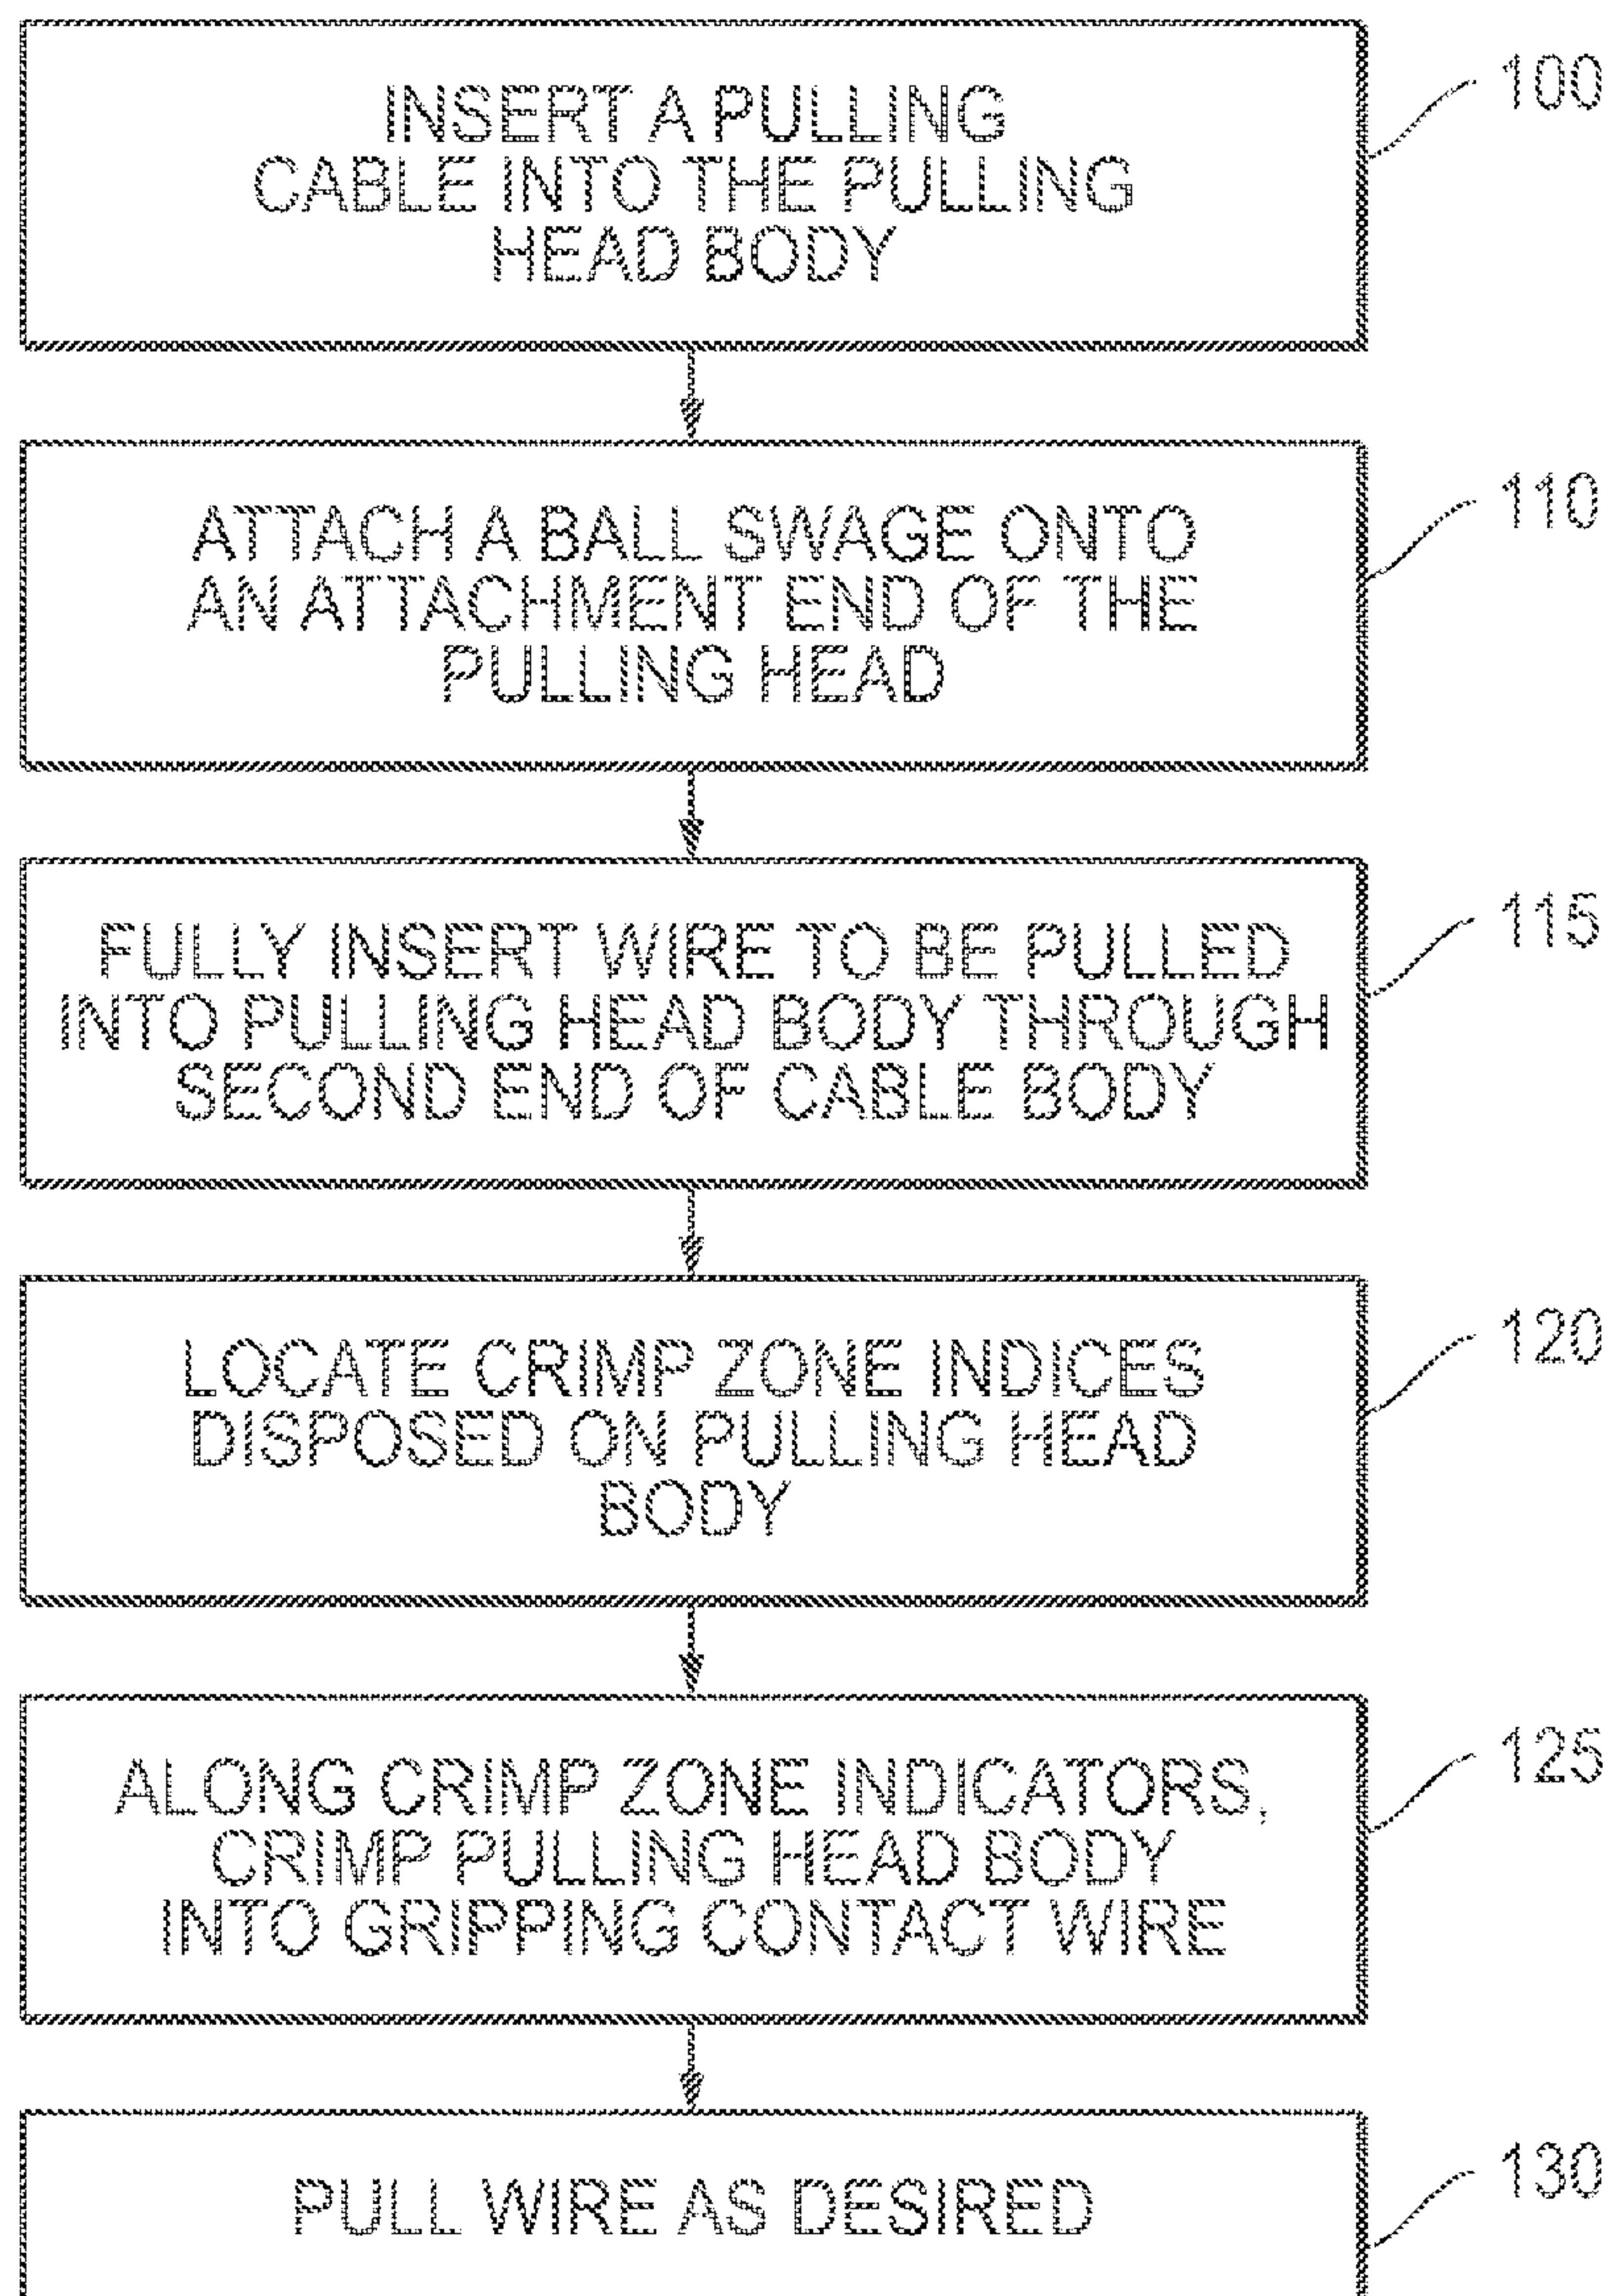 INSERT A PULLING
CABLE INTO THE PULLING
HEAD BODY
100
ATTACH A BALL SWAGE ONTO
AN ATTACHMENT END OF THE
PULLING HEAD
110
FULLY INSERT WIRE TO BE PULLED
INTO PULLING HEAD BODY THROUGH
SECOND END OF CABLE BODY
115
LOCATE CRIMP ZONE INDICES
DISPOSED ON PULLING HEAD
BODY
120
ALONG CRIMP ZONE INDICATORS,
CRIMP PULLING HEAD BODY
INTO GRIPPING CONTACT WIRE
125
PULL WIRE AS DESIRED
130